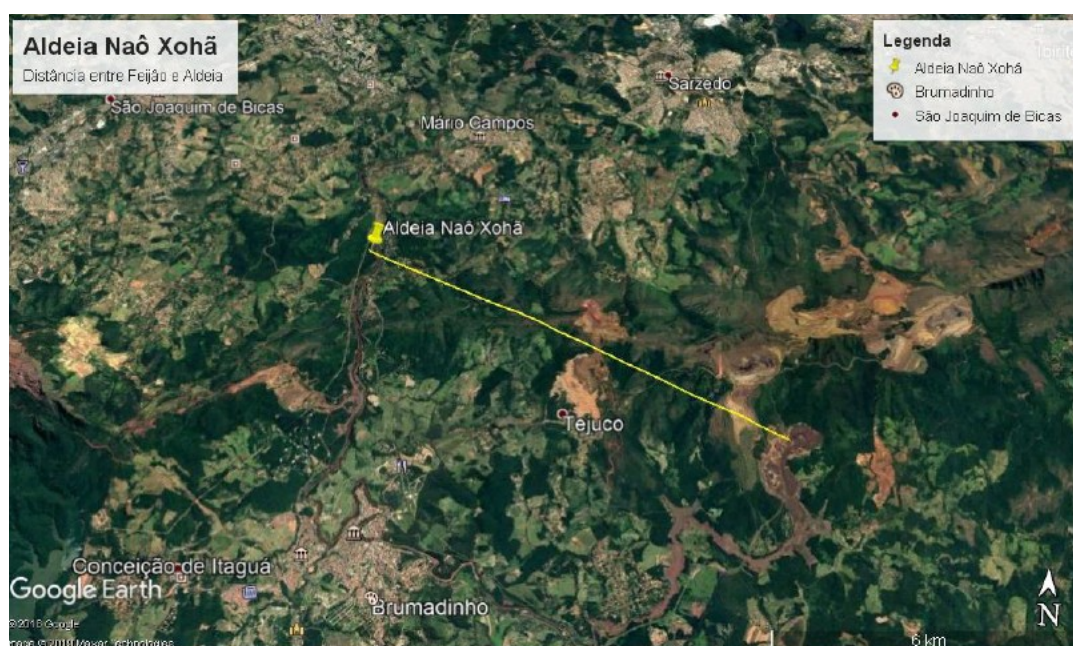 Aldeia Naô Xohã
Distância entre Feijão e Aldeia
Legenda
Aldeia Naô Xohã
Brumadinho
São Joaquim de Bicas
Sarzedo
São Joaquim de Bicas
Mário Campos
Aldeia Naô Xohã
Tejuco
Conceição de Itaguá
Google Earth
Brumadinho
N
6 km